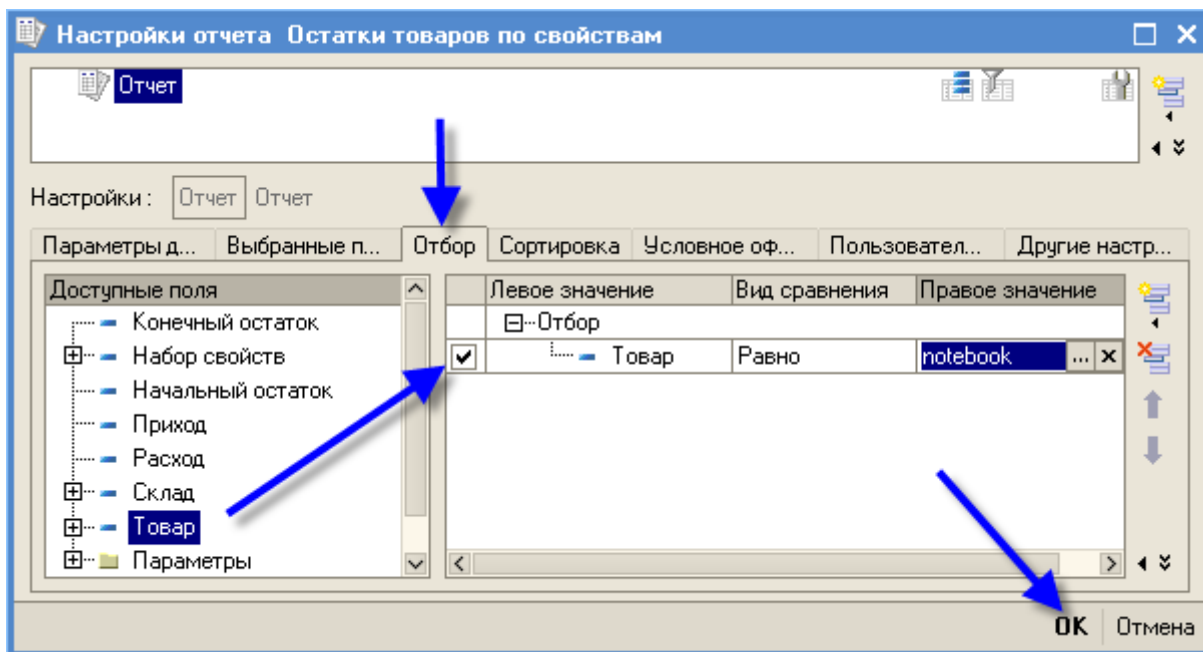 Настройки отчета Остатки товаров по свойствам
Отчет
Настройки: Отчет Отчет
Параметры д... Выбранные п... Отбор Сортировка Условное оф... Пользовател... Другие настр...
Доступные поля Левое значение Вид сравнения Правое значение
Конечный остаток Отбор
Набор свойств Товар Равно notebook ...
Начальный остаток
Приход
Расход
Склад
Товар
Параметры
OK Отмена